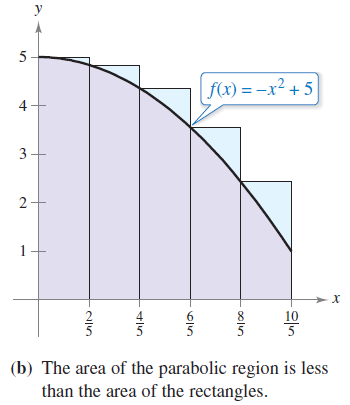 y
5
4
3
2
1
f(x) = −x² + 5
x
2/5 4/5 6/5 8/5 10/5
(b) The area of the parabolic region is less
than the area of the rectangles.